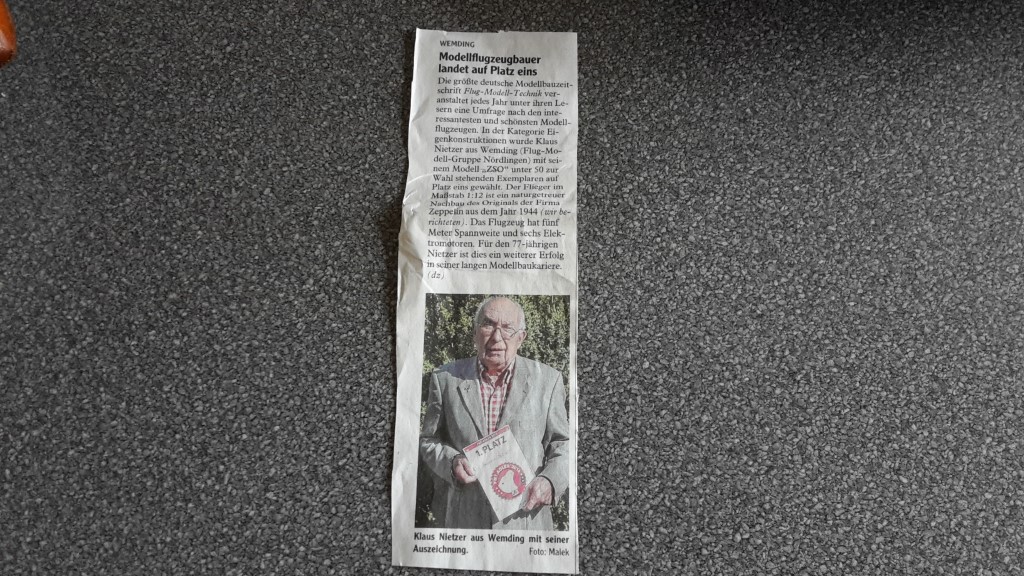 WEMDING
Modellflugzeugbauer
landet auf Platz eins
Die größte deutsche Modellbauzeit-
schrift Flug-Modell-Technik ver-
anstaltet jedes Jahr unter ihren Le-
sern eine Umfrage nach den inte-
ressantesten und schönsten Modell-
flugzeugen. In der Kategorie Ei-
genkonstruktionen wurde Klaus
Nietzer aus Wemding (Flug-Mo-
dell-Gruppe Nördlingen) mit sei-
nem Modell „ZSO“ unter 50 zur
Wahl stehenden Exemplaren auf
Platz eins gewählt. Der Flieger im
Maßstab 1:12 ist ein naturgetreuer
Nachbau des Originals der Firma
Zeppelin aus dem Jahr 1944 (wir be-
richteten). Das Flugzeug hat fünf
Meter Spannweite und sechs Elek-
tromotoren. Für den 77-jährigen
Nietzer ist dies ein weiterer Erfolg
in seiner langen Modellbaukariere.
(dz)
1. PLATZ
Klaus Nietzer aus Wemding mit seiner
Auszeichnung. Foto: Malek